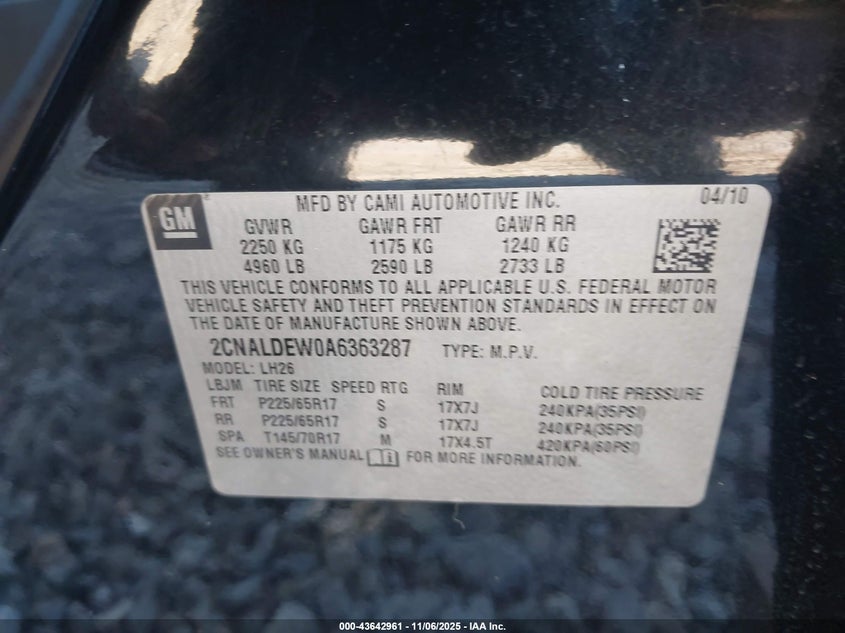 GM
MFD BY CAMI AUTOMOTIVE INC. 04/10
GVWR GAWR FRT GAWR RR
2250 KG 1175 KG 1240 KG
4960 LB 2590 LB 2733 LB
THIS VEHICLE CONFORMS TO ALL APPLICABLE U.S. FEDERAL MOTOR
VEHICLE SAFETY AND THEFT PREVENTION STANDARDS IN EFFECT ON
THE DATE OF MANUFACTURE SHOWN ABOVE.
2CNALDEW0A6363287 TYPE: M.P.V.
MODEL: LH26
LBJM TIRE SIZE SPEED RTG RIM COLD TIRE PRESSURE
FRT P225/65R17 S 17X7J 240KPA(35PSI)
RR P225/65R17 S 17X7J 240KPA(35PSI)
SPA T145/70R17 M 17X4.5T 420KPA(60PSI)
SEE OWNER'S MANUAL FOR MORE INFORMATION.
000-43642961 - 11/06/2025 - IAA Inc.